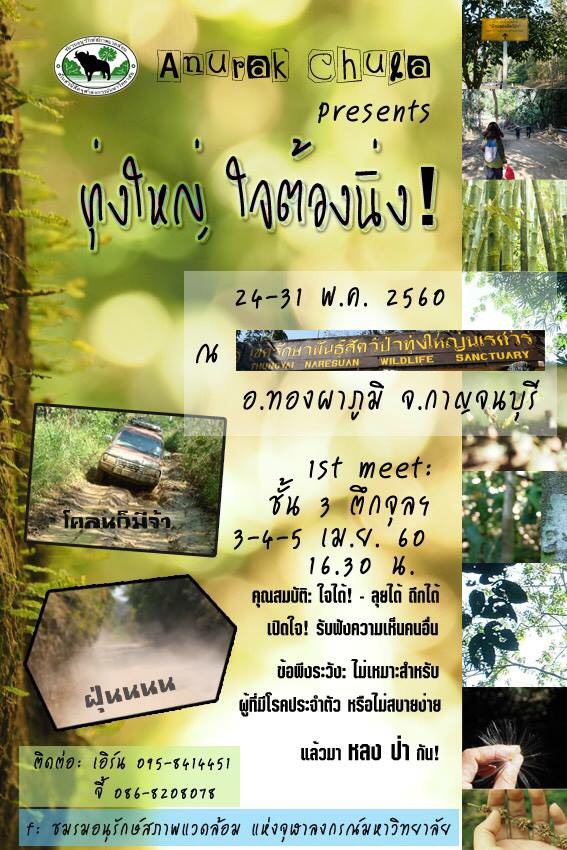 Anurak Chula
Presents
ทุ่งใหญ่ ใจต้องนิ่ง!
24-31 พ.ค. 2560
ณ เขตรักษาพันธุ์สัตว์ป่าทุ่งใหญ่นเรศวร
THUNGYAI NARESUAN WILDLIFE SANCTUARY
อ.ทองผาภูมิ จ.กาญจนบุรี
1st meet:
ชั้น 3 ตึกจุลฯ
3-4-5 เม.ย. 60
16.30 น.
โคลนก็มีจ้า
คุณสมบัติ: ใจได้! - ลุยได้ ถึกได้
เปิดใจ! รับฟังความเห็นคนอื่น
ฝุ่นนนน
ข้อพึงระวัง: ไม่เหมาะสำหรับ
ผู้ที่มีโรคประจำตัว หรือไม่สบายง่าย
แล้วมา หลง ป่า กัน!
ติดต่อ: เอิร์น 095-8414451
จี้ 086-8208078
f: ชมรมอนุรักษ์สภาพแวดล้อม แห่งจุฬาลงกรณ์มหาวิทยาลัย